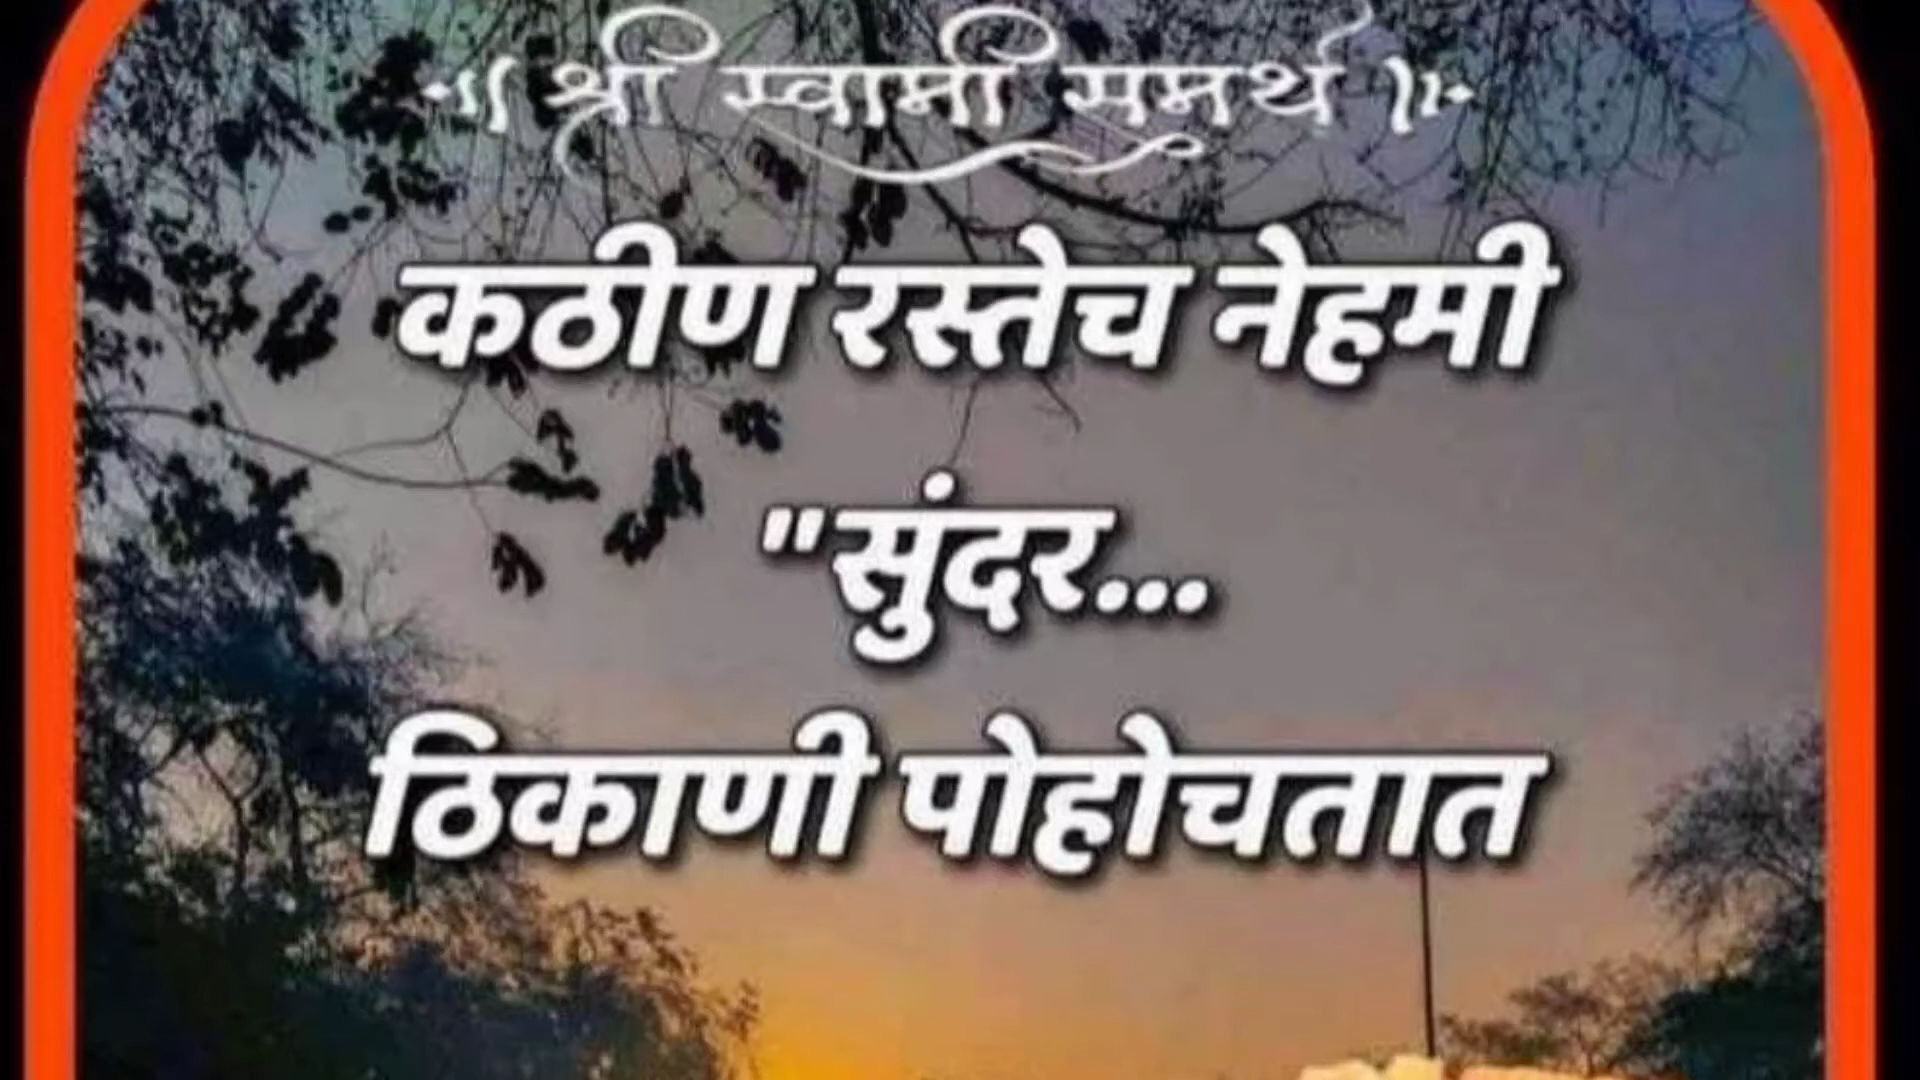 ॥ श्री स्वामी समर्थ ॥
कठीण रस्तेच नेहमी
"सुंदर...
ठिकाणी पोहोचतात